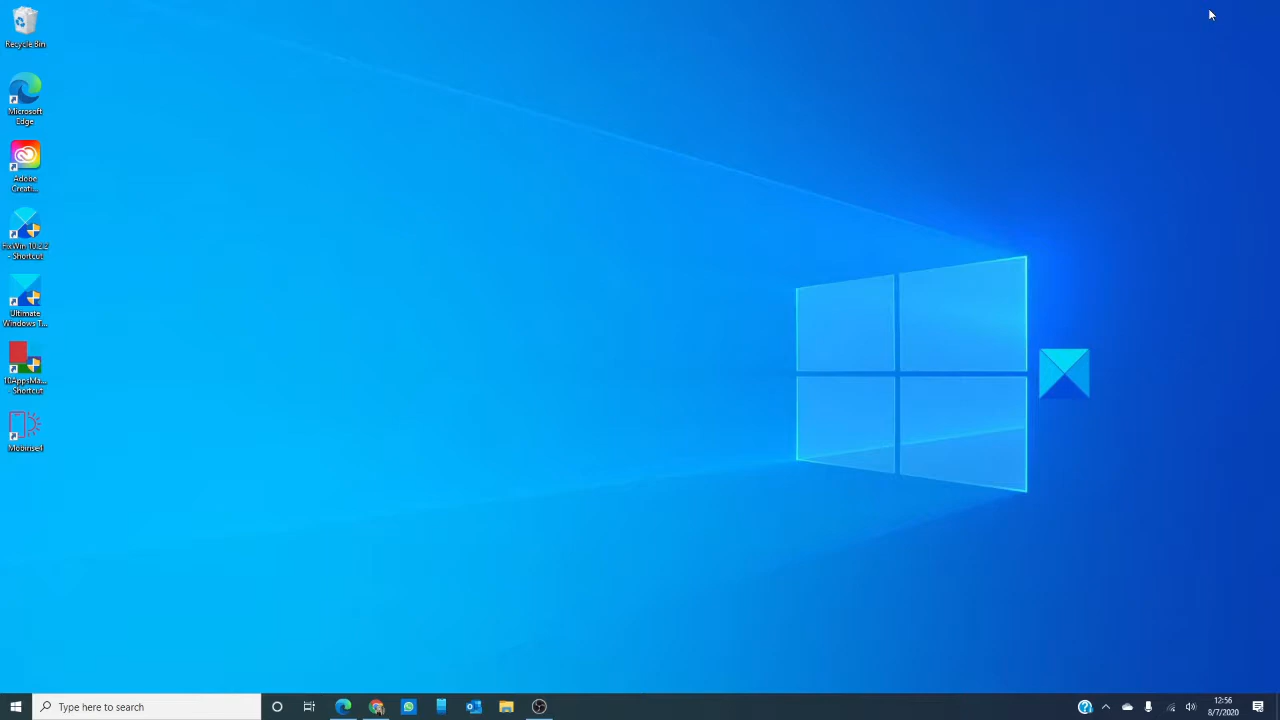 Recycle Bin
Microsoft
Edge
Adobe
Creati...
FixWin 10.2.2
- Shortcut
Ultimate
Windows T...
10AppsMa...
- Shortcut
Mobirise4
Type here to search
12:56
8/7/2020